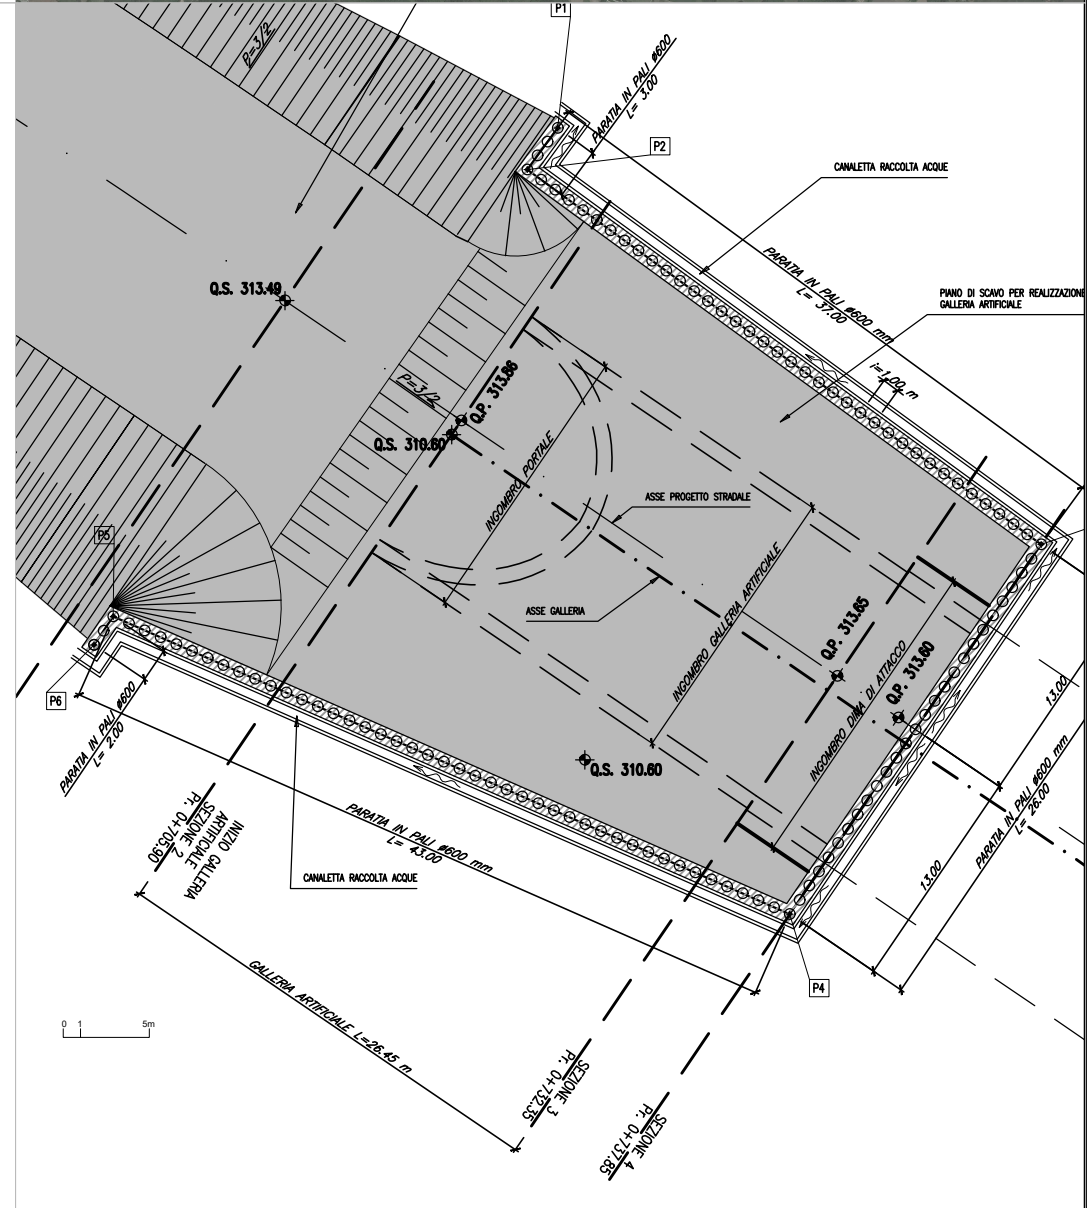 P1
P=3/2
PARATIA IN PALI ø600
L= 3.00
P2
CANALETTA RACCOLTA ACQUE
PARATIA IN PALI ø600 mm
L= 37.00
PIANO DI SCAVO PER REALIZZAZIONE
GALLERIA ARTIFICIALE
Q.S. 313.49
i=1,00 m
P=3/2
Q.P. 313.86
Q.S. 310.60
INGOMBRO PORTALE
ASSE PROGETTO STRADALE
P5
INGOMBRO GALLERIA ARTIFICIALE
ASSE GALLERIA
Q.P. 313.65
INGOMBRO DIMA DI ATTACCO
Q.P. 313.60
P6
13.00
PARATIA IN PALI ø600
L= 2.00
Q.S. 310.60
PARATIA IN PALI ø600 mm
L= 26.00
INIZIO GALLERIA
ARTIFICIALE
SEZIONE 2
Pr. 0+705.90
PARATIA IN PALI ø600 mm
L= 43.00
13.00
CANALETTA RACCOLTA ACQUE
P4
GALLERIA ARTIFICIALE L=26.45 m
0 1 5m
SEZIONE 3
Pr. 0+732.35
SEZIONE 4
Pr. 0+737.85